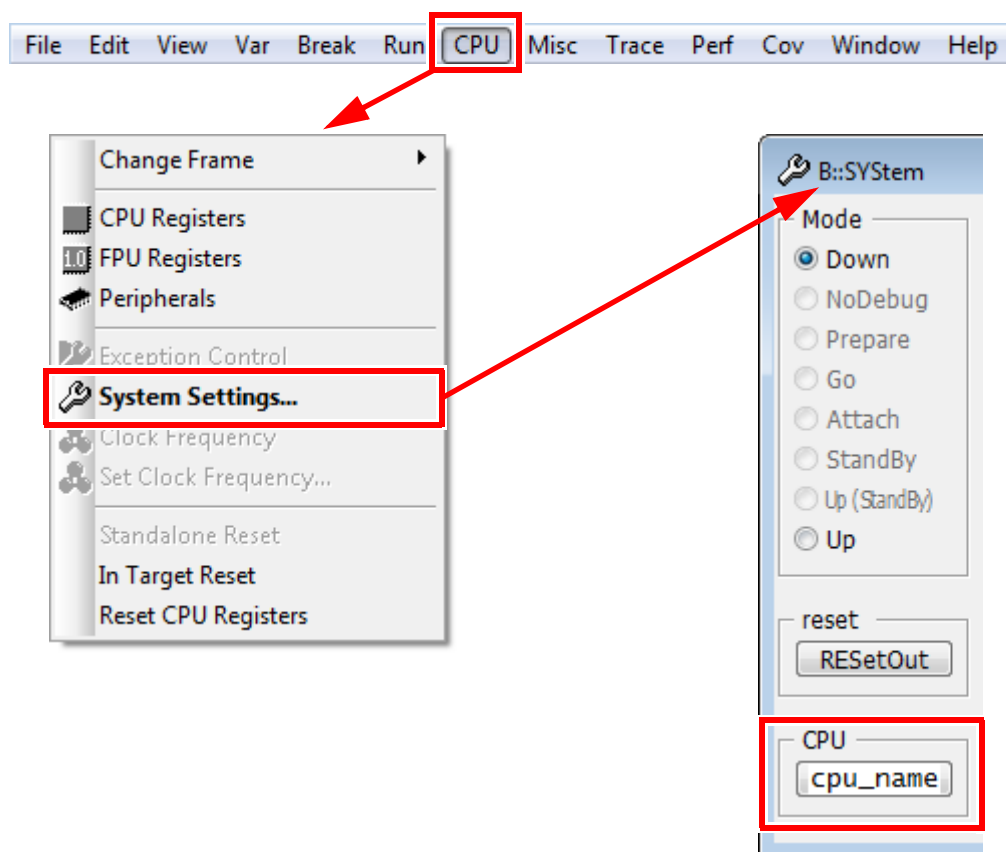 File Edit View Var Break Run CPU Misc Trace Perf Cov Window Help
Change Frame
CPU Registers
1.0 FPU Registers
Peripherals
Exception Control
System Settings...
Clock Frequency
Set Clock Frequency...
Standalone Reset
In Target Reset
Reset CPU Registers
B::SYStem
Mode
Down
NoDebug
Prepare
Go
Attach
StandBy
Up (StandBy)
Up
reset
RESetOut
CPU
cpu_name